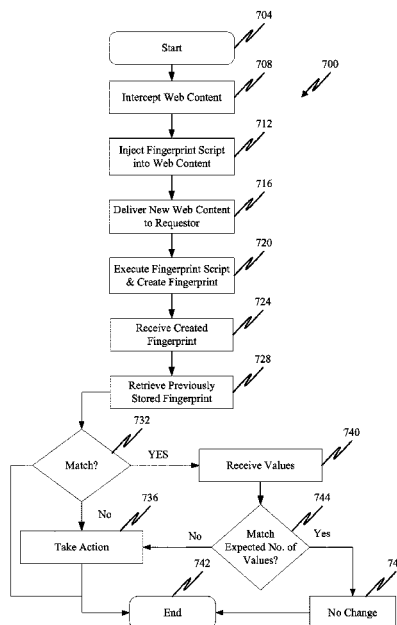 704
Start
708
700
Intercept Web Content
712
Inject Fingerprint Script
into Web Content
716
Deliver New Web Content
to Requestor
720
Execute Fingerprint Script
& Create Fingerprint
724
Receive Created
Fingerprint
728
Retrieve Previously
Stored Fingerprint
732
740
Match?
YES
Receive Values
736
744
No
Take Action
No
Match
Expected No. of
Values?
Yes
742
74
End
No Change